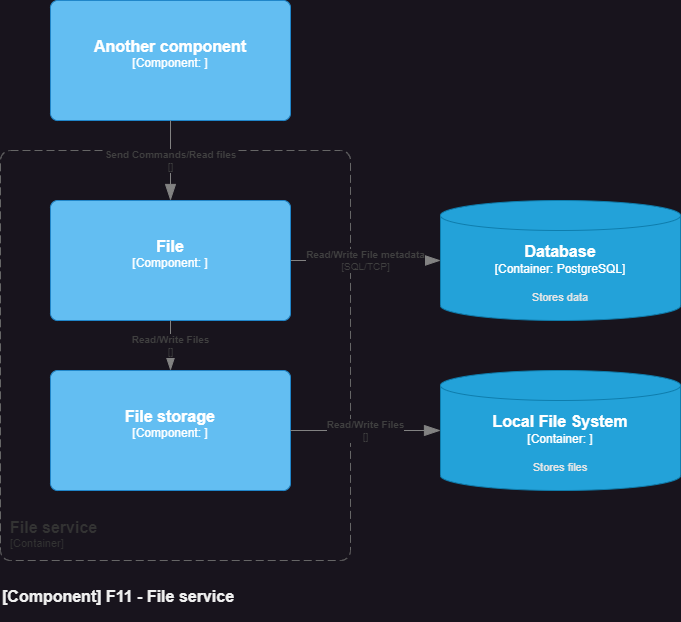 Another component
[Component: ]
Send Commands/Read files
[]
File
[Component: ]
Read/Write File metadata
[SQL/TCP]
Database
[Container: PostgreSQL]
Stores data
Read/Write Files
[]
File storage
[Component: ]
Read/Write Files
[]
Local File System
[Container: ]
Stores files
File service
[Container]
[Component] F11 - File service